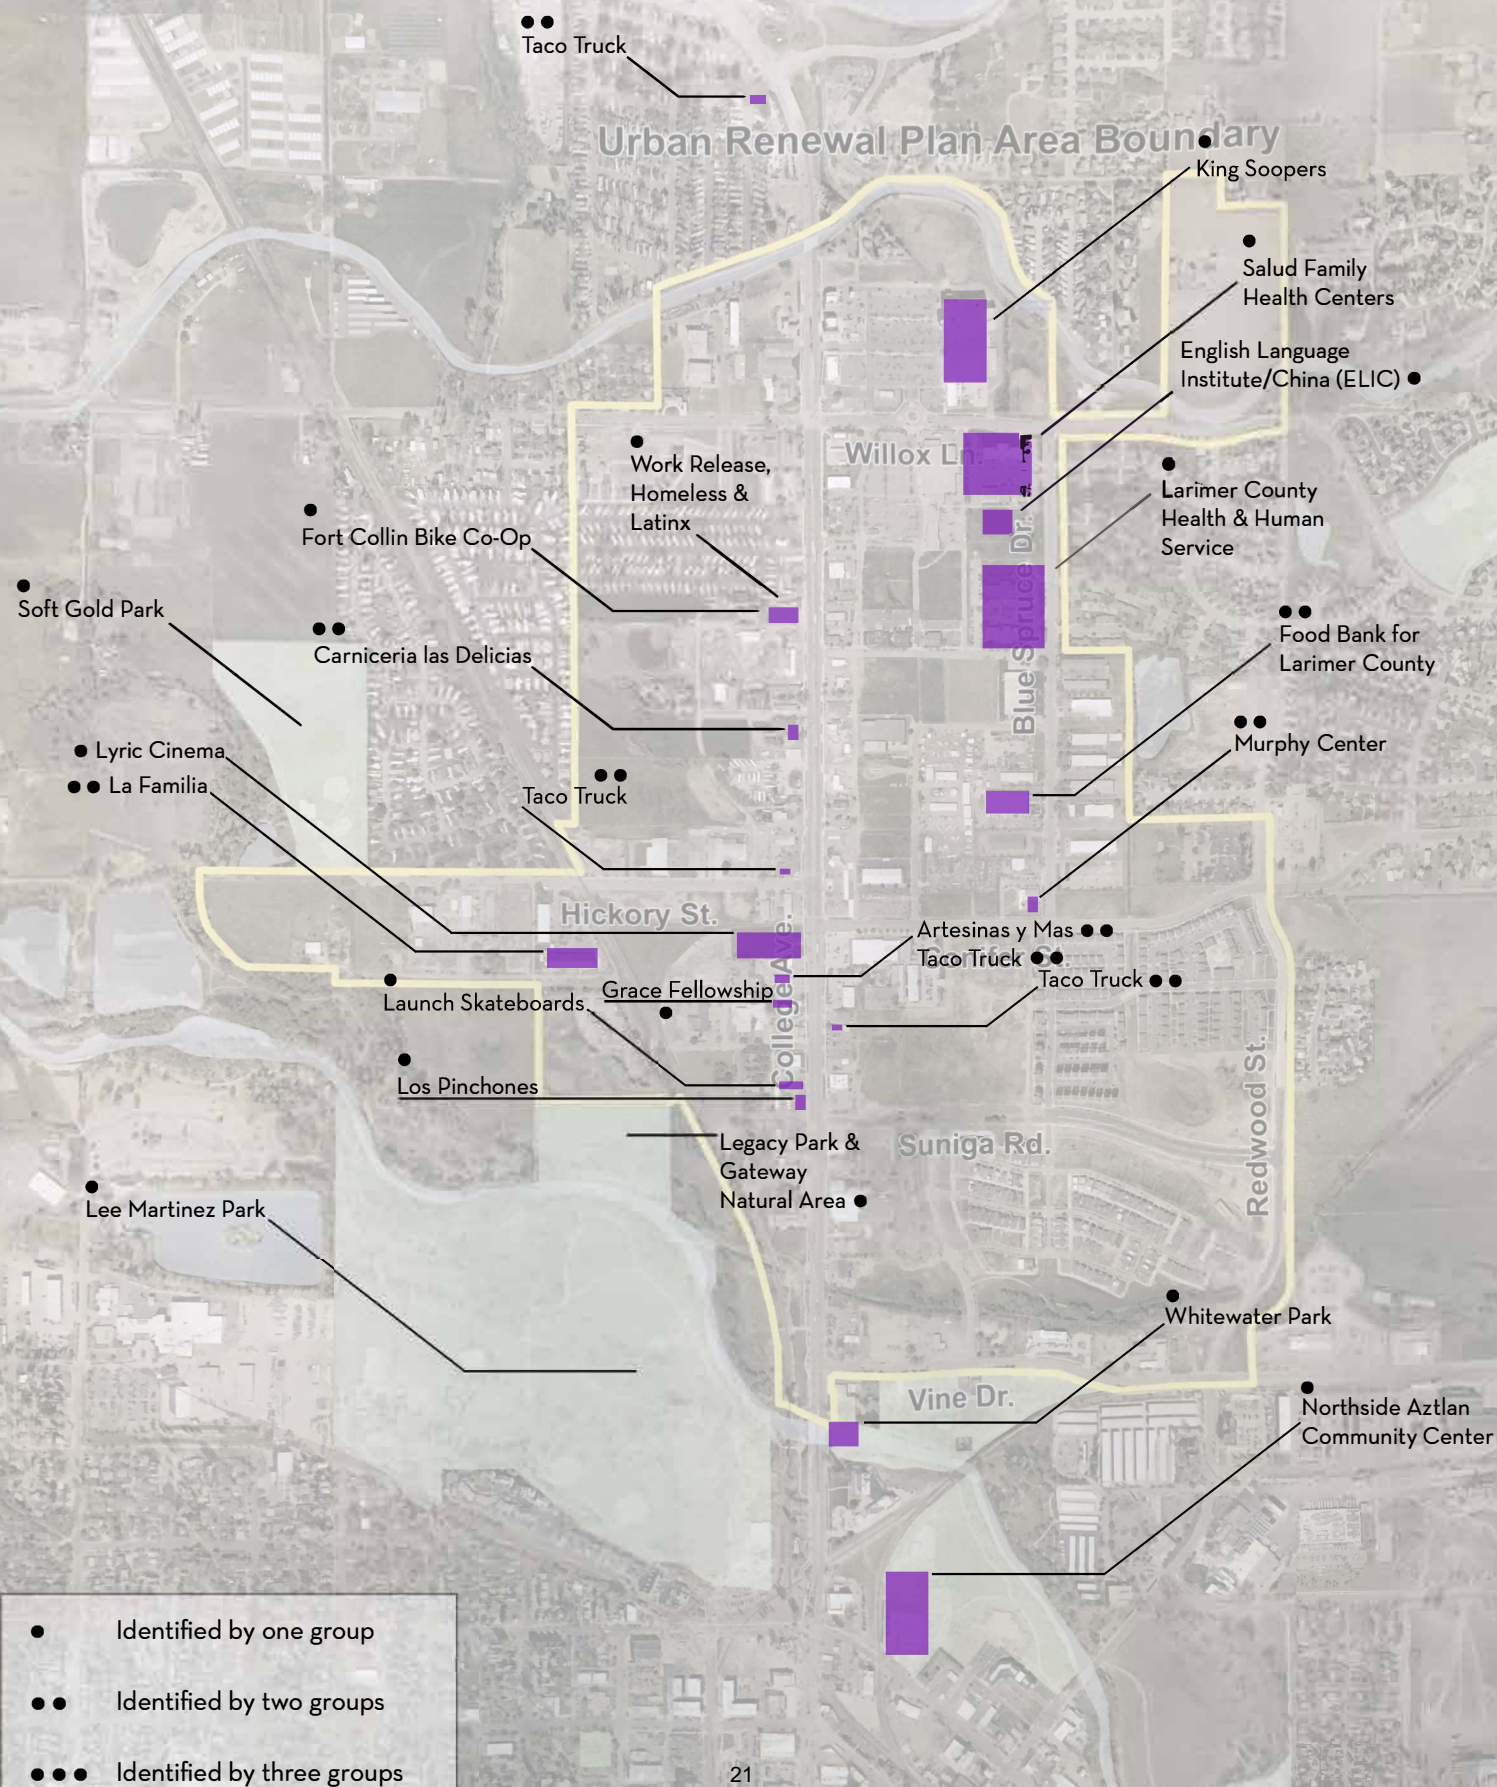 Taco Truck
Urban Renewal Plan Area Boundary
King Soopers
Salud Family
Health Centers
English Language
Institute/China (ELIC)
Willox Ln.
Work Release,
Homeless &
Latinx
Larimer County
Health & Human
Service
Fort Collin Bike Co-Op
Soft Gold Park
Carniceria las Delicias
Blue Spruce Dr.
Food Bank for
Larimer County
Murphy Center
Lyric Cinema
La Familia
Taco Truck
Hickory St.
College Ave.
Artesinas y Mas
Taco Truck
Taco Truck
Grace Fellowship
Launch Skateboards
Los Pinchones
Legacy Park &
Gateway
Natural Area
Suniga Rd.
Redwood St.
Lee Martinez Park
Whitewater Park
Vine Dr.
Northside Aztlan
Community Center
Identified by one group
Identified by two groups
Identified by three groups
21